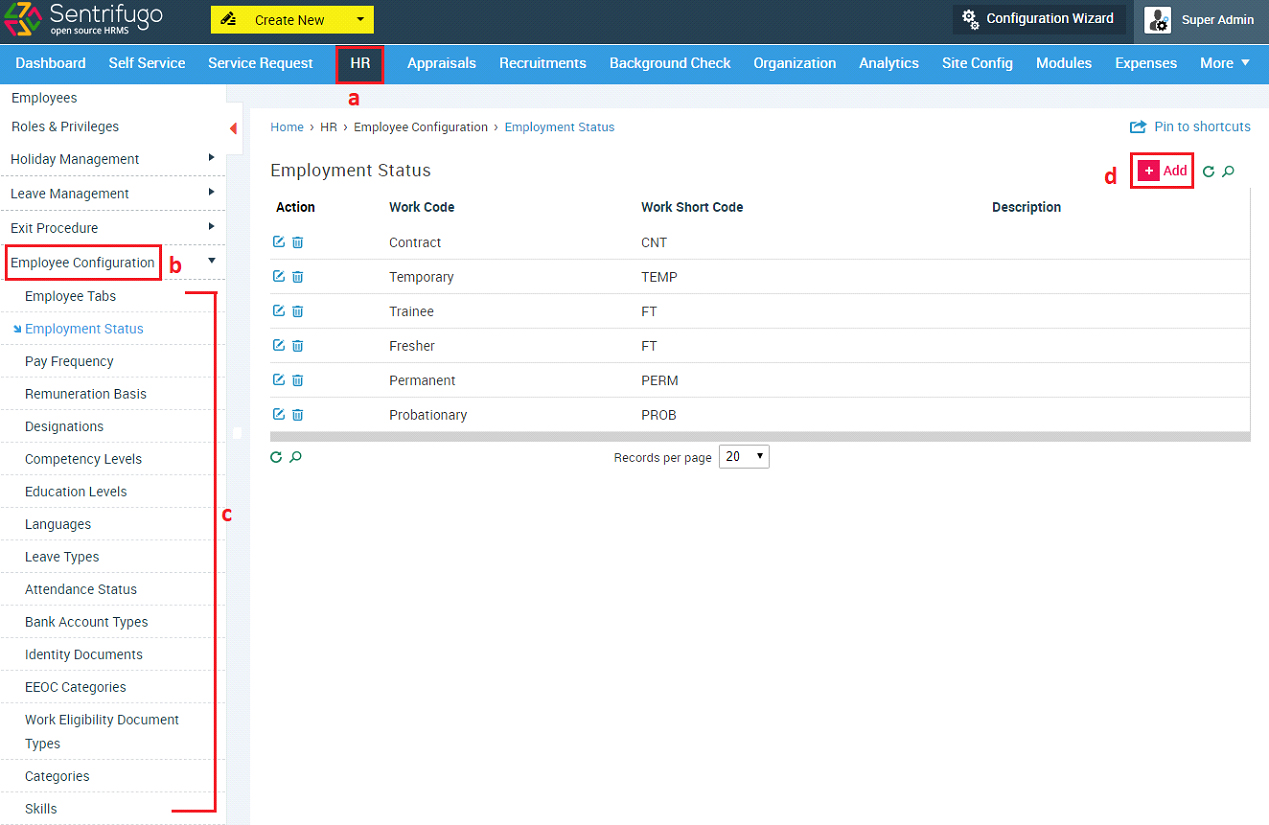 Sentrifugo
open source HRMS
Create New
Configuration Wizard
Super Admin
Dashboard Self Service Service Request HR Appraisals Recruitments Background Check Organization Analytics Site Config Modules Expenses More
a
Employees
Roles & Privileges
Holiday Management
Leave Management
Exit Procedure
Employee Configuration b
Employee Tabs
Employment Status
Pay Frequency
Remuneration Basis
Designations
Competency Levels
Education Levels
Languages
Leave Types
Attendance Status
Bank Account Types
Identity Documents
EEOC Categories
Work Eligibility Document
Types
Categories
Skills
c
Home › HR › Employee Configuration › Employment Status
Pin to shortcuts
Employment Status
d + Add
Action Work Code Work Short Code Description
Contract CNT
Temporary TEMP
Trainee FT
Fresher FT
Permanent PERM
Probationary PROB
Records per page 20